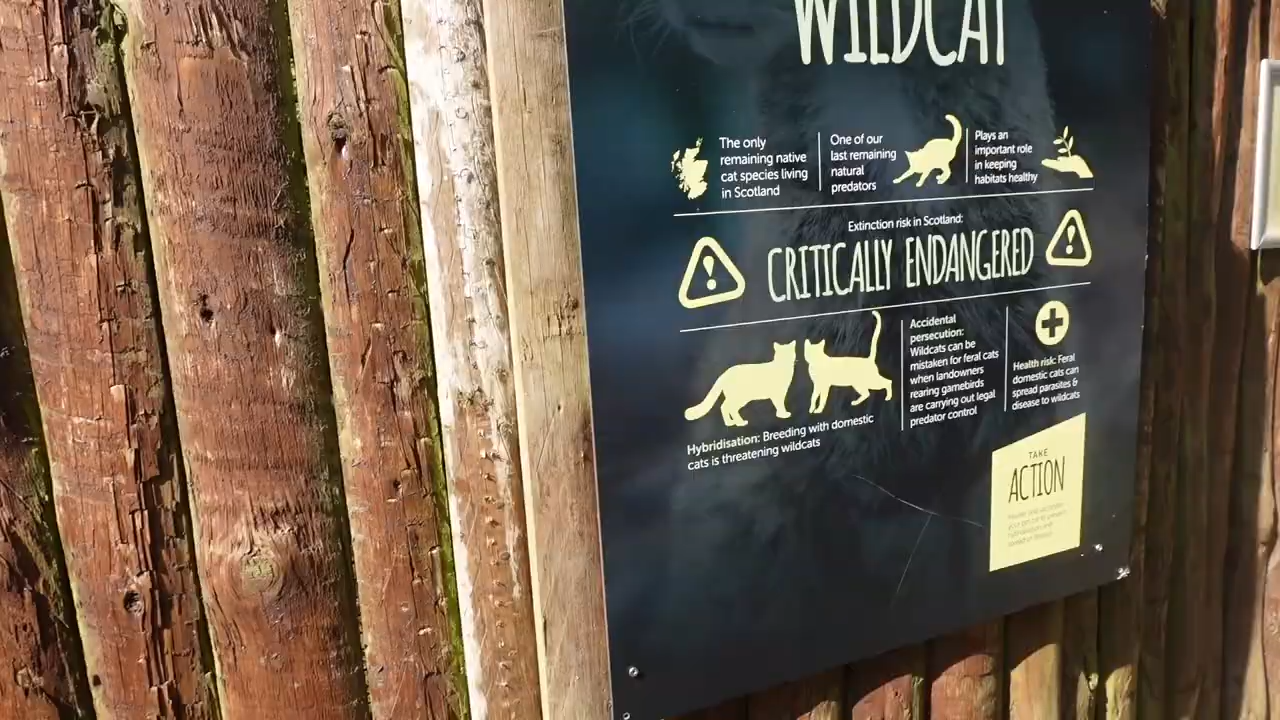 WILDCAT
The only
remaining native
cat species living
in Scotland
One of our
last remaining
natural
predators
Plays an
important role
in keeping
habitats healthy
Extinction risk in Scotland:
CRITICALLY ENDANGERED
Hybridisation: Breeding with domestic
cats is threatening wildcats
Accidental
persecution:
Wildcats can be
mistaken for feral cats
when landowners
rearing gamebirds
are carrying out legal
predator control
Health risk: Feral
domestic cats can
spread parasites &
disease to wildcats
TAKE
ACTION